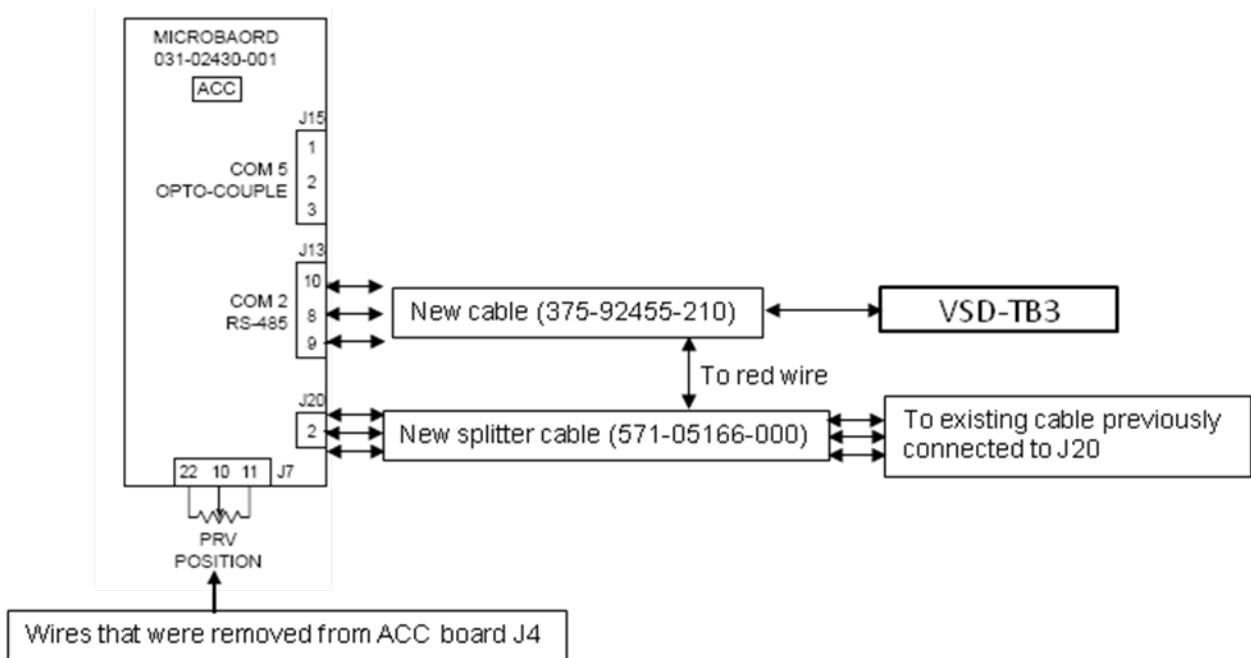 MICROBAORD
031-02430-001
ACC
J15
1
COM 5
OPTO-COUPLE
2
3
J13
10
COM 2
RS-485
8
9
New cable (375-92455-210)
VSD-TB3
To red wire
J20
2
New splitter cable (571-05166-000)
To existing cable previously
connected to J20
22 10 11 J7
PRV
POSITION
Wires that were removed from ACC board J4